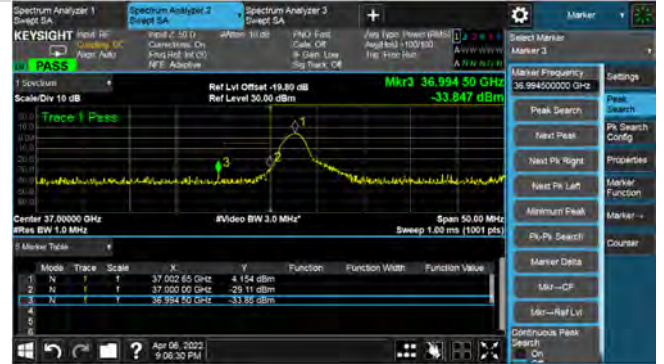 Spectrum Analyzer 1
Swept SA
Spectrum Analyzer 2
Swept SA
Spectrum Analyzer 3
Swept SA
+
Marker
KEYSIGHT Input: RF
Coupling: DC
Align: Auto
Input Z: 50 Ω
Corrections: On
Freq Ref: Int (S)
NFE: Adaptive
#Atten: 10 dB
PNO: Fast
Gate: Off
IF Gain: Low
Sig Track: Off
Avg Type: Power (RMS)
Avg|Hold: >100/100
Trig: Free Run
PASS
Select Marker
Marker 3
1 Spectrum
Scale/Div 10 dB
Ref Lvl Offset -19.80 dB
Ref Level 30.00 dBm
Mkr3 36.994 50 GHz
-33.847 dBm
Trace 1 Pass
1
2
3
Center 37.00000 GHz
#Res BW 1.0 MHz
#Video BW 3.0 MHz*
Span 50.00 MHz
Sweep 1.00 ms (1001 pts)
5 Marker Table
Mode Trace Scale X Y Function Function Width Function Value
1 N 1 f 37.002 65 GHz 4.154 dBm
2 N 1 f -29.11 dBm
3 N 1 f 36.994 50 GHz -33.85 dBm
4
5
6
Marker Frequency
36.994500000 GHz
Peak Search
Next Peak
Next Pk Right
Next Pk Left
Minimum Peak
Pk-Pk Search
Marker Delta
Mkr→CF
Mkr→Ref Lvl
Continuous Peak
Search
On
Off
Settings
Peak
Search
Pk Search
Config
Properties
Marker
Function
Marker→
Counter
?
Apr 06, 2022
9:06:30 PM